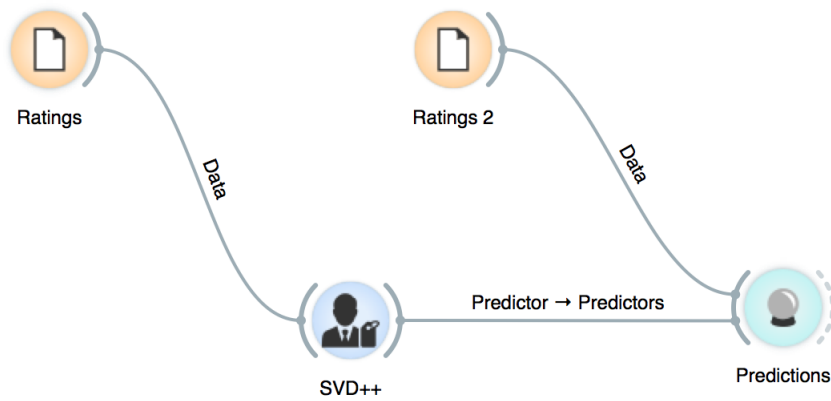 Ratings
Ratings 2
Data
Data
Predictor → Predictors
SVD++
Predictions